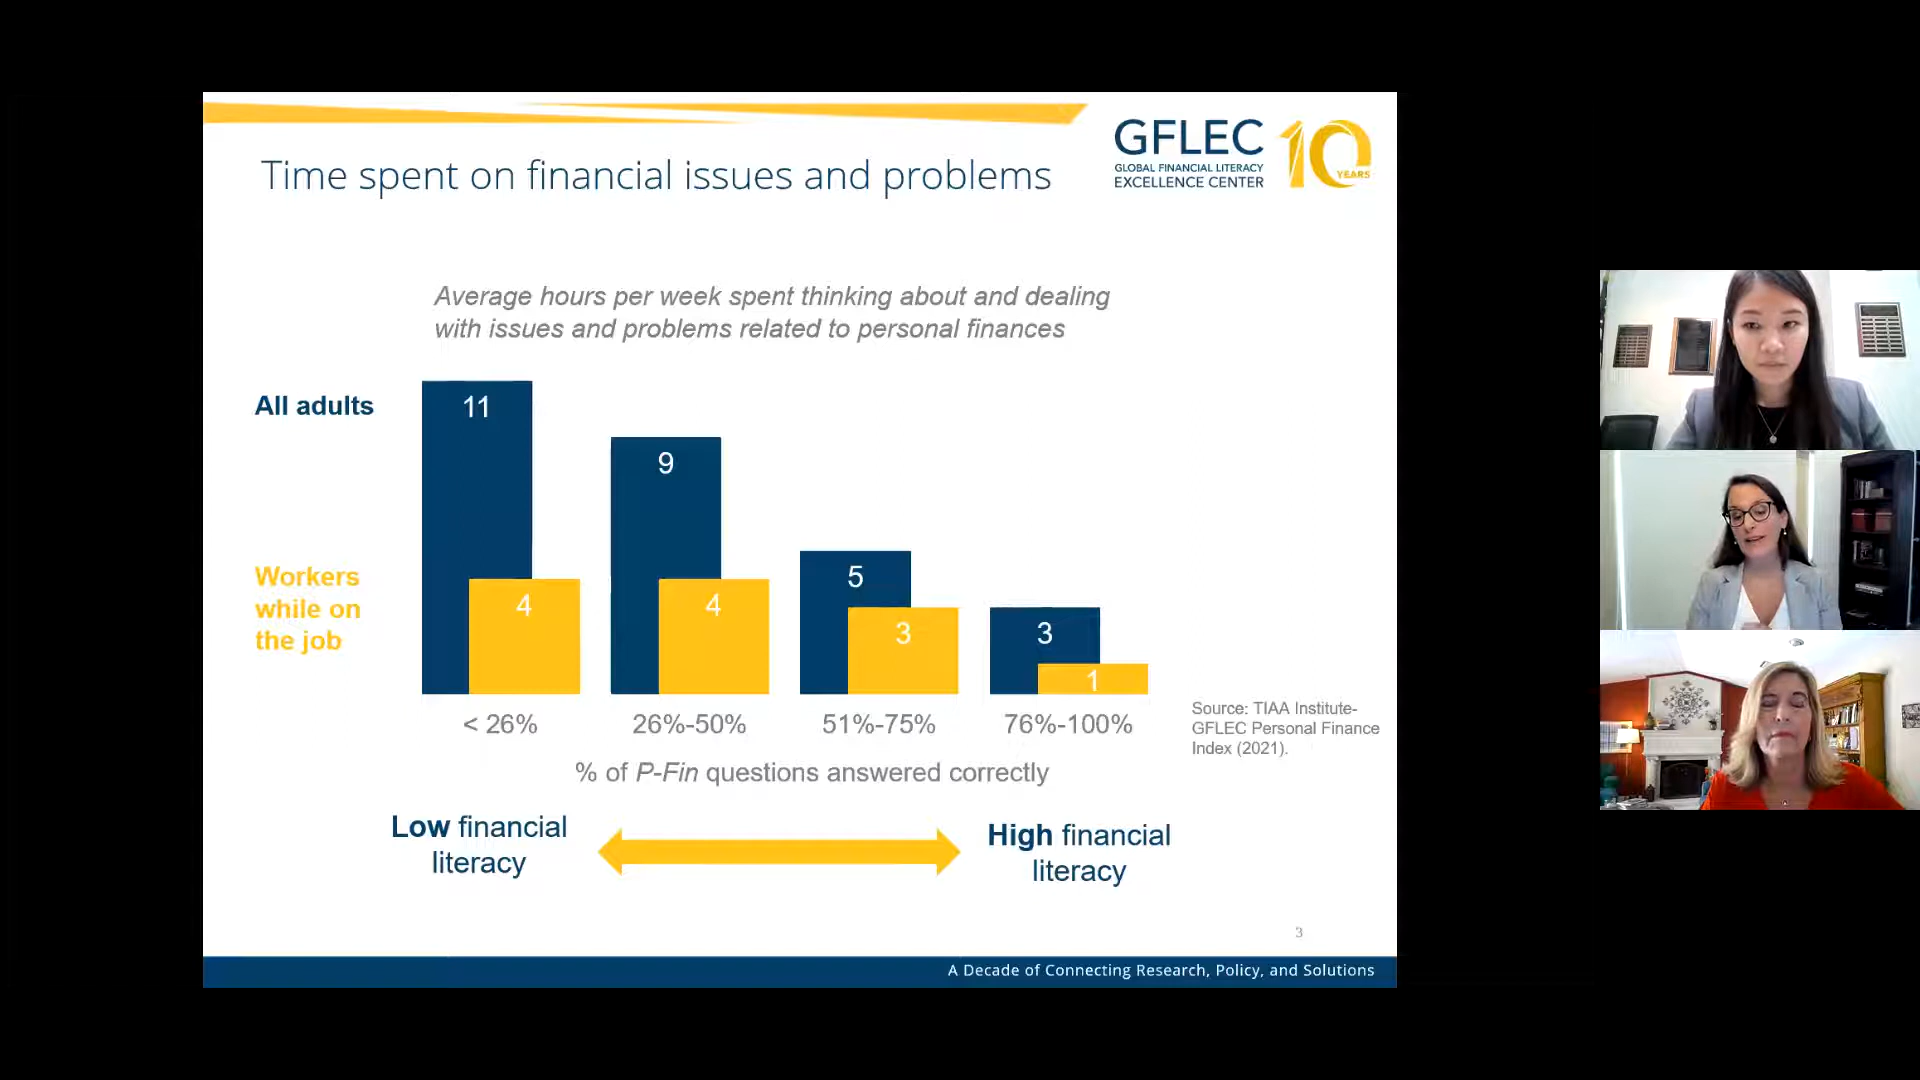 GFLEC
GLOBAL FINANCIAL LITERACY
EXCELLENCE CENTER
10
YEARS
Time spent on financial issues and problems
Average hours per week spent thinking about and dealing
with issues and problems related to personal finances
All adults
11
9
5
3
Workers
while on
the job
4
4
3
1
< 26%
26%-50%
51%-75%
76%-100%
% of P-Fin questions answered correctly
Source: TIAA Institute-
GFLEC Personal Finance
Index (2021).
Low financial
literacy
High financial
literacy
3
A Decade of Connecting Research, Policy, and Solutions